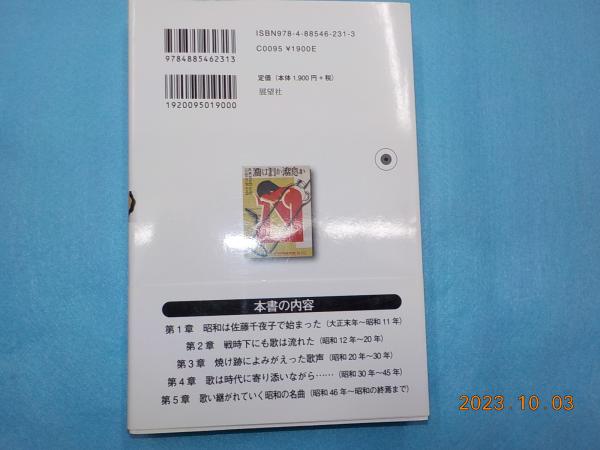 ISBN978-4-88546-231-3
C0095 ¥1900E
9784885462313
定価（本体1,900円+税）
展望社
1920095019000
本書の内容
第1章 昭和は佐藤千夜子で始まった（大正末年～昭和11年）
第2章 戦時下にも歌は流れた（昭和12年～20年）
第3章 焼け跡によみがえった歌声（昭和20年～30年）
第4章 歌は時代に寄り添いながら……（昭和30年～45年）
第5章 歌い継がれていく昭和の名曲（昭和46年～昭和の終焉まで）
2023.10.03